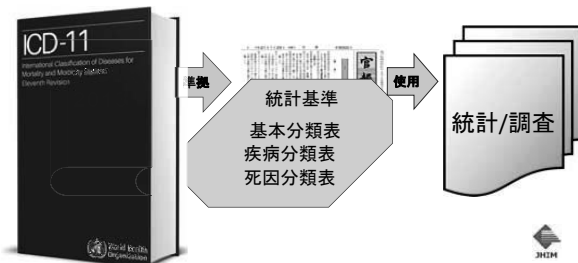 ICD-11
International Classification of Diseases for
Mortality and Morbidity Statistics
Eleventh Revision
World Health
Organization
準拠
官報
統計基準
基本分類表
疾病分類表
死因分類表
使用
統計/調査
JHIM